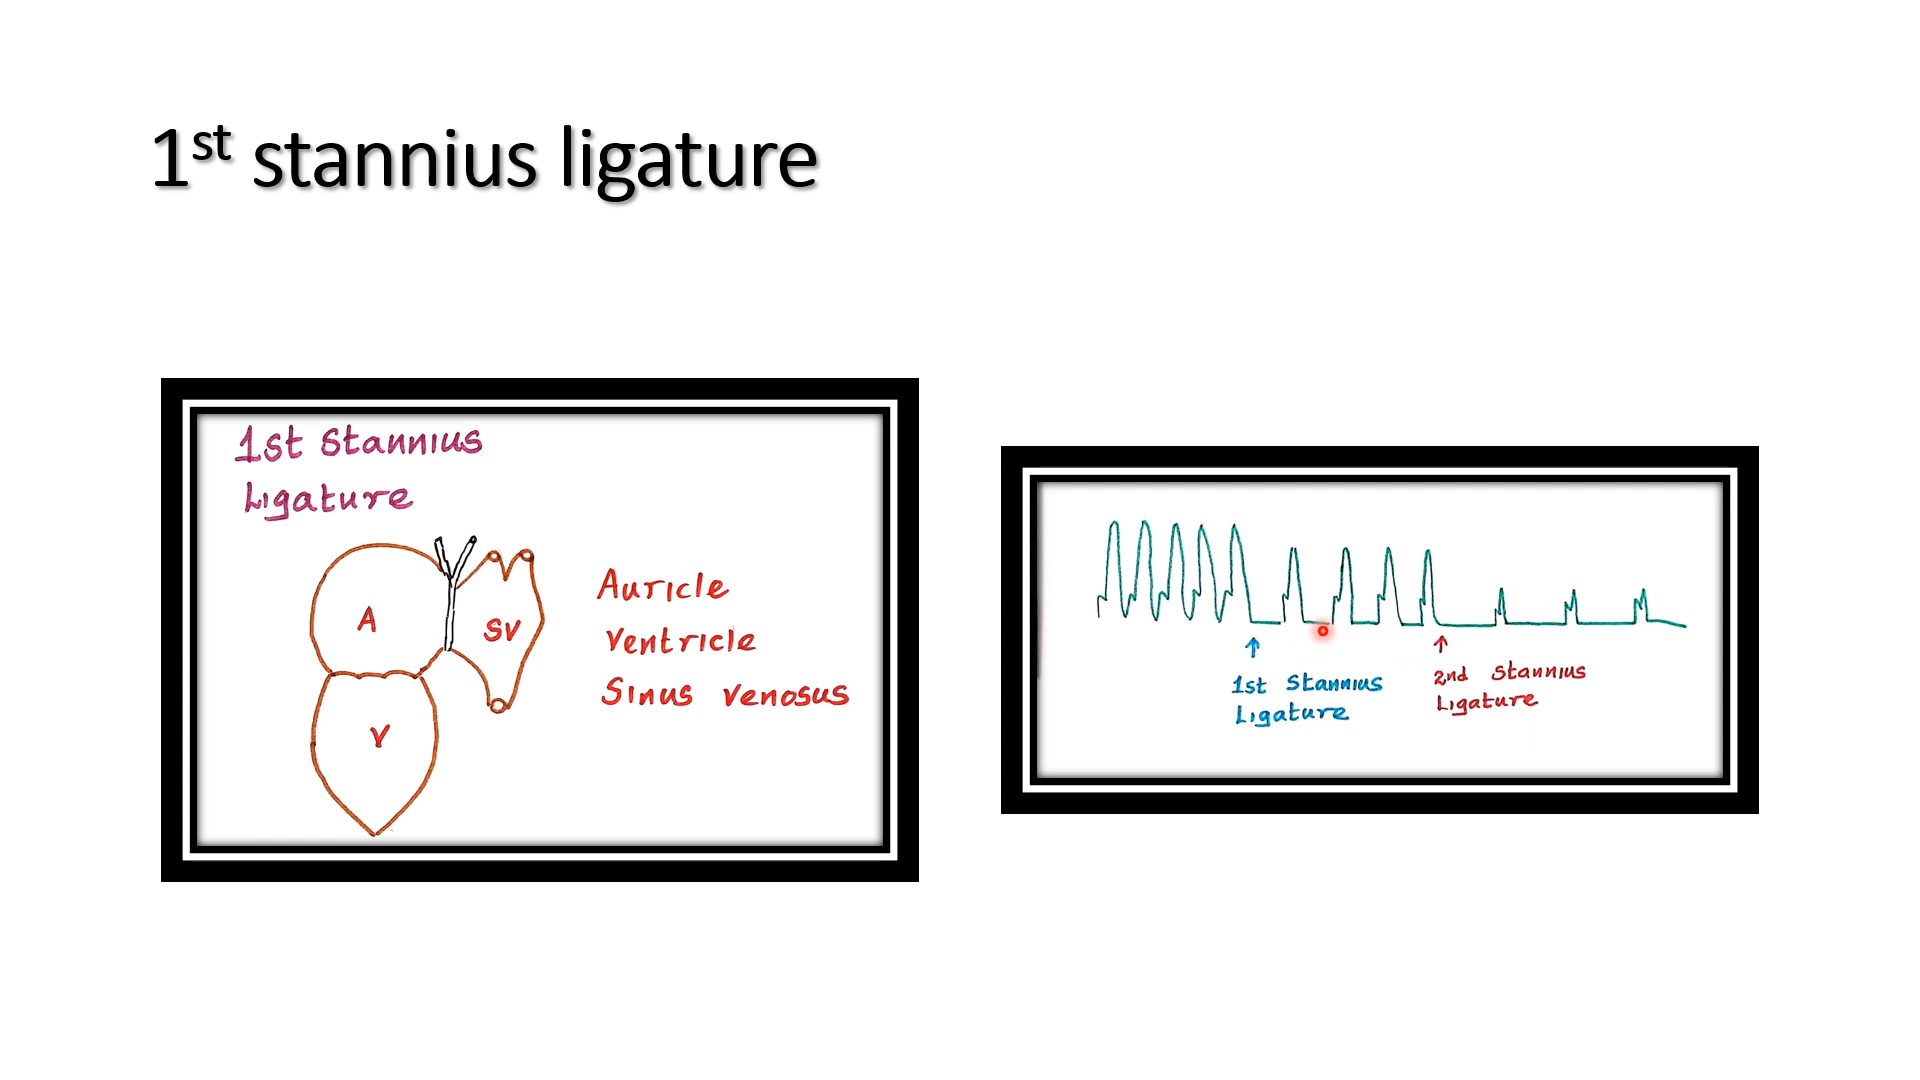 1st stannius ligature
1st Stannius
Ligature
A
SV
V
Auricle
Ventricle
Sinus venosus
1st Stannius
Ligature
2nd Stannius
Ligature